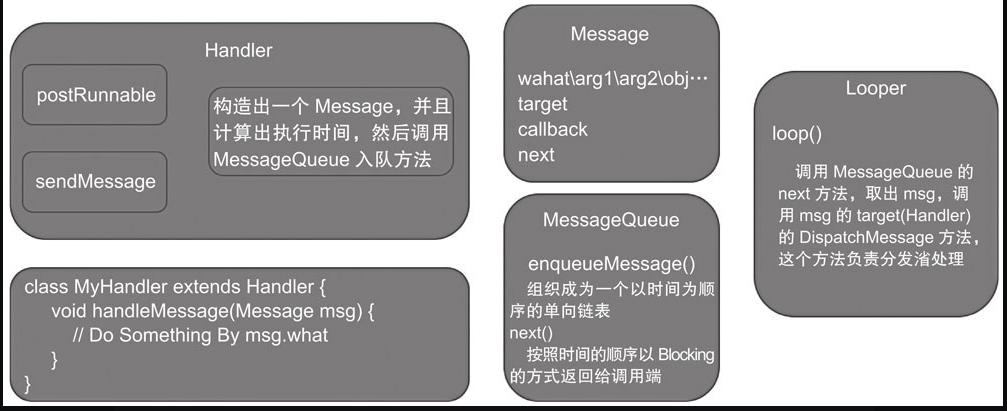 Handler
postRunnable
sendMessage
构造出一个 Message，并且
计算出执行时间，然后调用
MessageQueue 入队方法
class MyHandler extends Handler {
void handleMessage(Message msg) {
// Do Something By msg.what
}
}
Message
wahat\arg1\arg2\obj…
target
callback
next
MessageQueue
enqueueMessage()
组织成为一个以时间为顺
序的单向链表
next()
按照时间的顺序以 Blocking
的方式返回给调用端
Looper
loop()
调用 MessageQueue 的
next 方法，取出 msg，调
用 msg 的 target(Handler)
的 DispatchMessage 方法，
这个方法负责分发渻处理